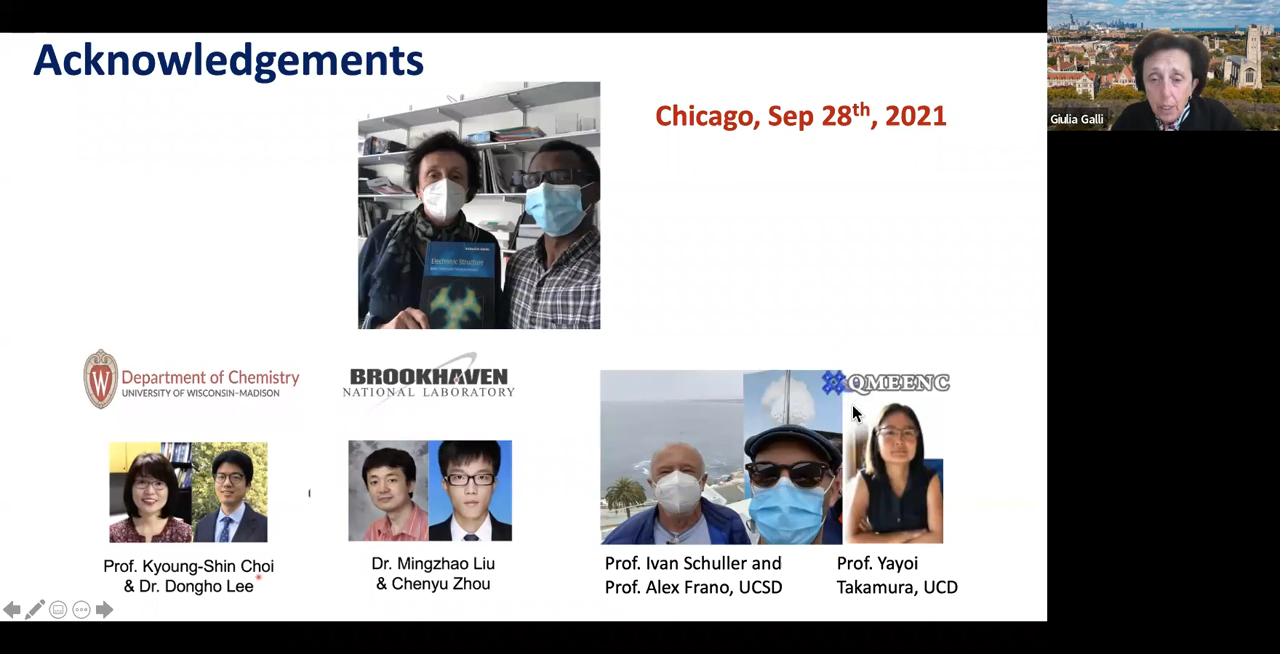 Acknowledgements
Chicago, Sep 28th, 2021
Giulia Galli
Electronic Structure
W
Department of Chemistry
UNIVERSITY OF WISCONSIN-MADISON
BROOKHAVEN
NATIONAL LABORATORY
QMEENC
Prof. Kyoung-Shin Choi
& Dr. Dongho Lee
Dr. Mingzhao Liu
& Chenyu Zhou
Prof. Ivan Schuller and
Prof. Alex Frano, UCSD
Prof. Yayoi
Takamura, UCD